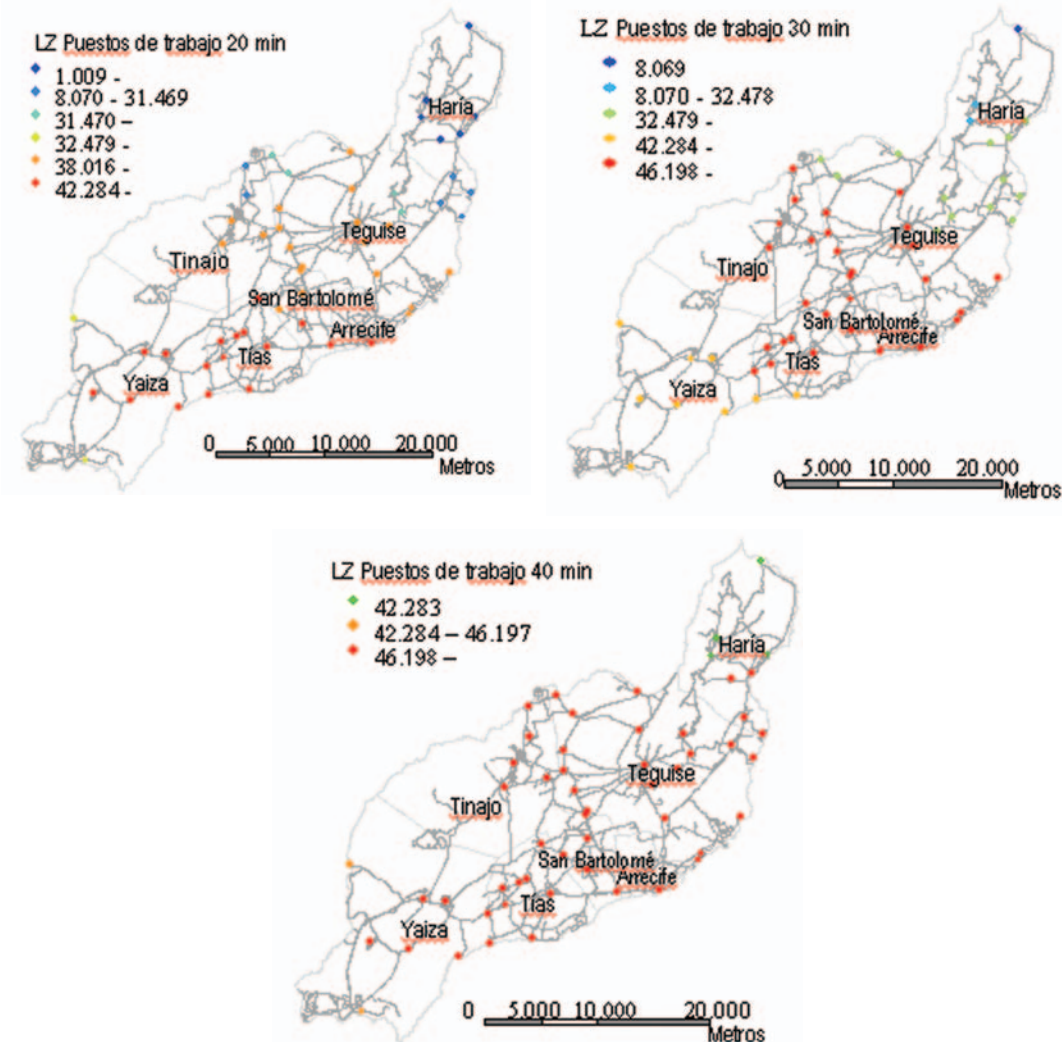 LZ Puestos de trabajo 20 min
1.009 -
8.070 - 31.469
31.470 –
32.479 -
38.016 -
42.284 -
Haría
Teguise
Tinajo
San Bartolomé
Arrecife
Tías
Yaiza
0 5.000 10.000 20.000
Metros
LZ Puestos de trabajo 30 min
8.069
8.070 - 32.478
32.479 -
42.284 -
46.198 -
Haría
Teguise
Tinajo
San Bartolomé
Arrecife
Tías
Yaiza
0 5.000 10.000 20.000
Metros
LZ Puestos de trabajo 40 min
42.283
42.284 – 46.197
46.198 –
Haría
Teguise
Tinajo
San Bartolomé
Arrecife
Tías
Yaiza
0 5.000 10.000 20.000
Metros